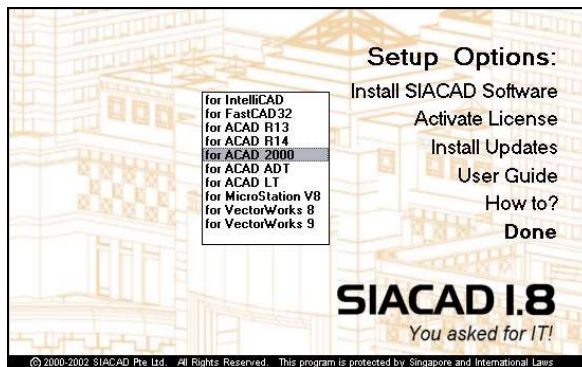 Setup Options:
Install SIACAD Software
Activate License
Install Updates
User Guide
How to?
Done
for IntelliCAD
for FastCAD32
for ACAD R13
for ACAD R14
for ACAD 2000
for ACAD ADT
for ACAD LT
for MicroStation V8
for VectorWorks 8
for VectorWorks 9
SIACAD 1.8
You asked for IT!
© 2000-2002 SIACAD Pte Ltd. All Rights Reserved. This program is protected by Singapore and International Laws